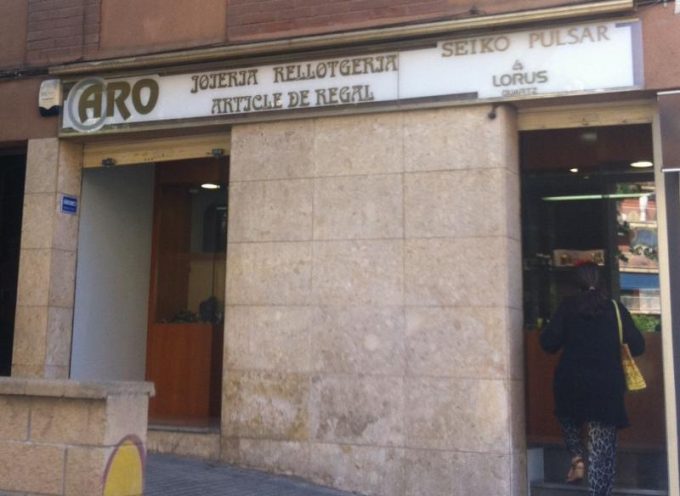 ARO
JOIERIA RELLOTGERIA
ARTICLE DE REGAL
SEIKO PULSAR
LORUS
QUARTZ